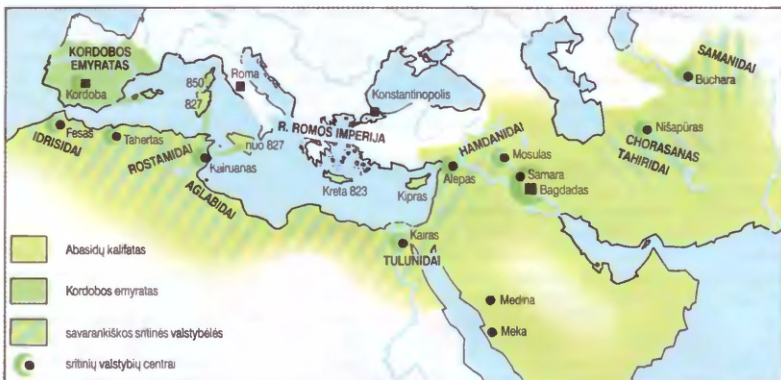 KORDOBOS
EMYRATAS
Kordoba
850
827
Roma
Konstantinopolis
SAMANIDAI
Buchara
Fesas
Tahertas
IDRISIDAI
ROSTAMIDAI
Kairuanas
nuo 827
AGLABIDAI
R. ROMOS IMPERIJA
Kreta 823
Kipras
HAMDANIDAI
Alepas
Mosulas
Samara
Bagdadas
Nišapūras
CHORASANAS
TAHIRIDAI
Kairas
TULUNIDAI
Medina
Meka
Abasidų kalifatas
Kordobos emyratas
savarankiškos sritinės valstybėlės
sritinių valstybių centrai